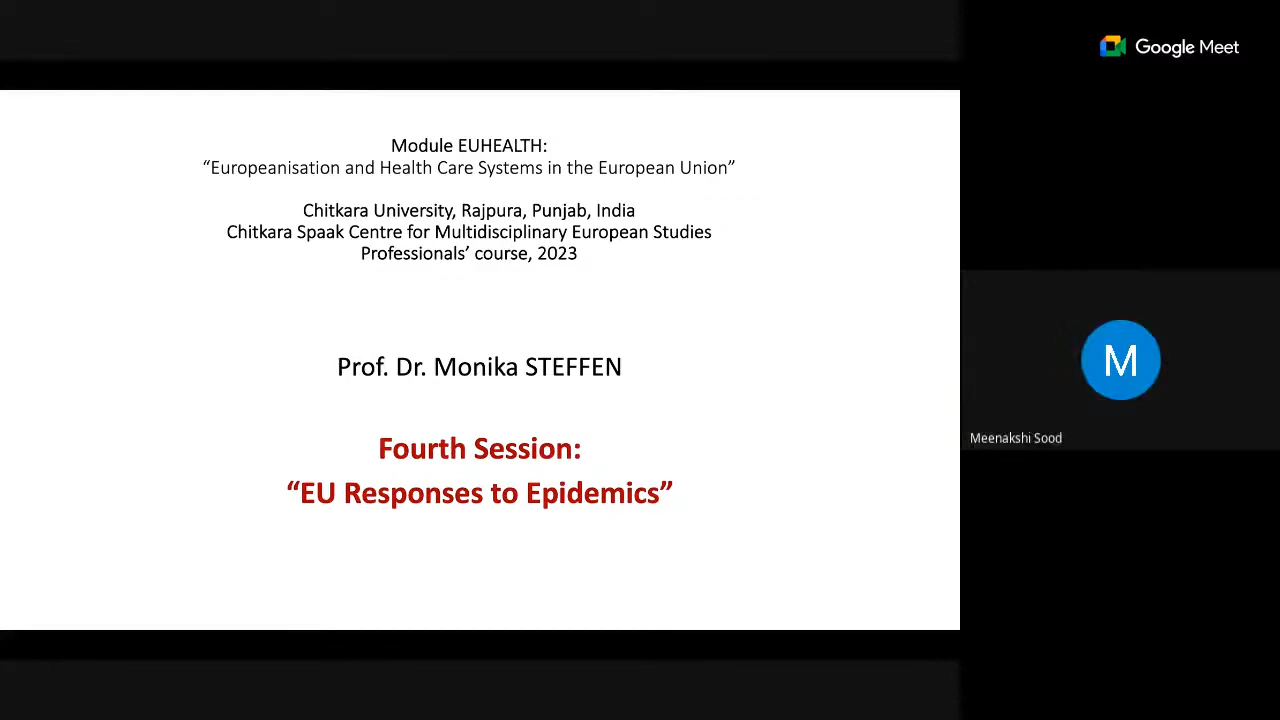 Google Meet
Module EUHEALTH:
“Europeanisation and Health Care Systems in the European Union”
Chitkara University, Rajpura, Punjab, India
Chitkara Spaak Centre for Multidisciplinary European Studies
Professionals’ course, 2023
Prof. Dr. Monika STEFFEN
Fourth Session:
“EU Responses to Epidemics”
M
Meenakshi Sood